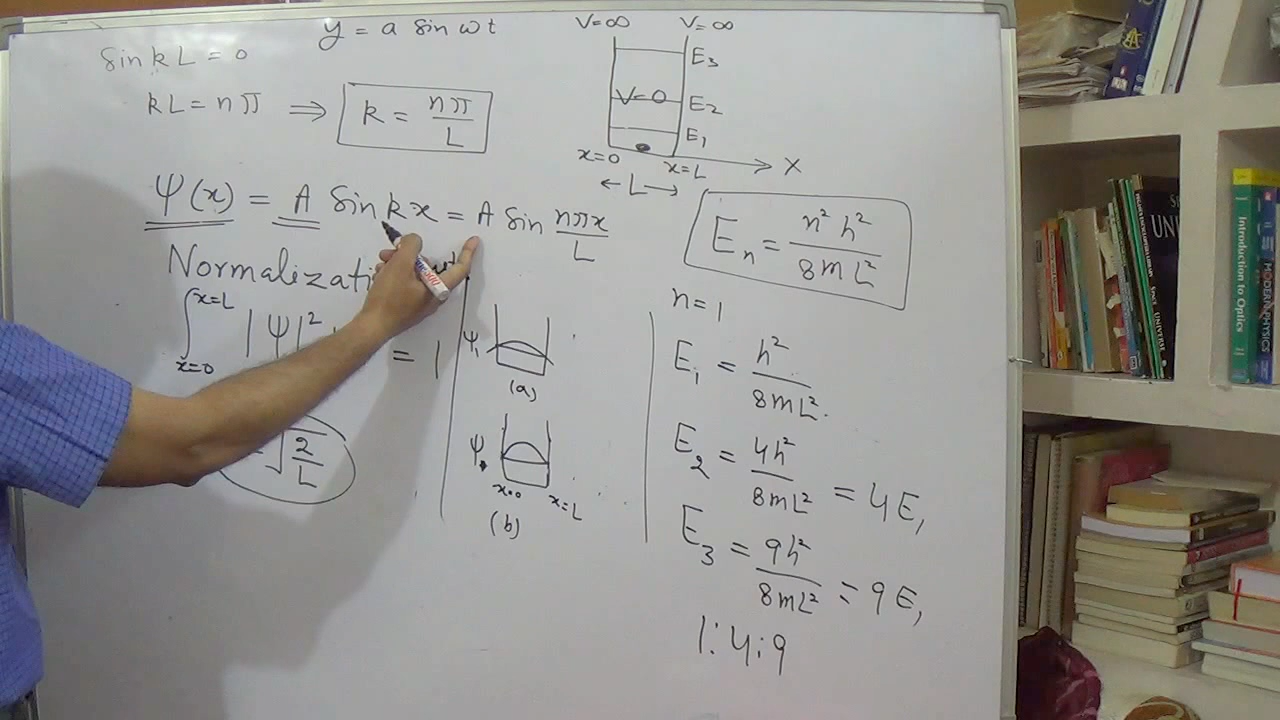 y = a sin ωt
sin kL = 0
kL = nπ ⇒ k = nπ/L
ψ(x) = A sin kx = A sin nπx/L
∫ x=0 x=L |ψ|² = 1
√2/L
V=∞ V=∞
E₃
V=0 E₂
E₁
x=0 x=L X
← L →
Eₙ = n²h²/8mL²
ψ₁
(a)
ψ
x=0 x=L
(b)
n=1
E₁ = h²/8mL².
E₂ = 4h²/8mL² = 4E₁
E₃ = 9h²/8mL² = 9E₁
1:4:9
Introduction to Optics
MODERN PHYSICS